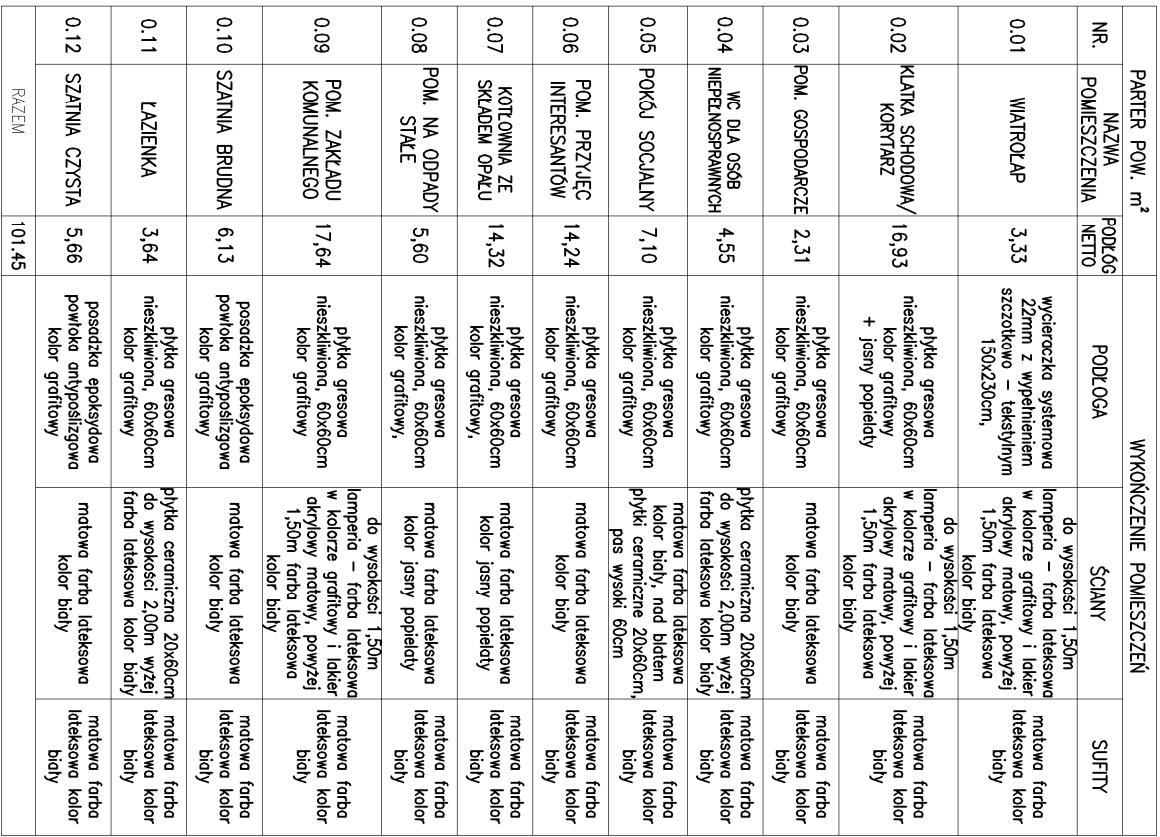 PARTER POW. m²
WYKOŃCZENIE POMIESZCZEŃ
NR.
NAZWA
POMIESZCZENIA
PODŁÓG
NETTO
PODŁOGA
ŚCIANY
SUFITY
0.01
WIATROŁAP
3,33
wycieraczka systemowa
22mm z wypełnieniem
szczotkowo – tekstylnym
150x230cm,
do wysokości 1,50m
lamperia – farba lateksowa
w kolorze grafitowy i lakier
akrylowy matowy, powyżej
1,50m farba lateksowa
kolor biały
matowa farba
lateksowa kolor
biały
0.02
KLATKA SCHODOWA/
KORYTARZ
16,93
płytka gresowa
nieszkliwiona, 60x60cm
kolor grafitowy
+ jasny popielaty
do wysokości 1,50m
lamperia – farba lateksowa
w kolorze grafitowy i lakier
akrylowy matowy, powyżej
1,50m farba lateksowa
kolor biały
matowa farba
lateksowa kolor
biały
0.03
POM. GOSPODARCZE
2,31
płytka gresowa
nieszkliwiona, 60x60cm
kolor grafitowy
matowa farba lateksowa
kolor biały
matowa farba
lateksowa kolor
biały
0.04
WC DLA OSÓB
NIEPEŁNOSPRAWNYCH
4,55
płytka gresowa
nieszkliwiona, 60x60cm
kolor grafitowy
płytka ceramiczna 20x60cm
do wysokości 2,00m wyżej
farba lateksowa kolor biały
matowa farba
lateksowa kolor
biały
0.05
POKÓJ SOCJALNY
7,10
płytka gresowa
nieszkliwiona, 60x60cm
kolor grafitowy
matowa farba lateksowa
kolor biały, nad blatem
płytki ceramiczne 20x60cm,
pas wysoki 60cm
matowa farba
lateksowa kolor
biały
0.06
POM. PRZYJĘC
INTERESANTÓW
14,24
płytka gresowa
nieszkliwiona, 60x60cm
kolor grafitowy
matowa farba lateksowa
kolor biały
matowa farba
lateksowa kolor
biały
0.07
KOTŁOWNIA ZE
SKŁADEM OPAŁU
14,32
płytka gresowa
nieszkliwiona, 60x60cm
kolor grafitowy,
matowa farba lateksowa
kolor jasny popielaty
matowa farba
lateksowa kolor
biały
0.08
POM. NA ODPADY
STAŁE
5,60
płytka gresowa
nieszkliwiona, 60x60cm
kolor grafitowy,
matowa farba lateksowa
kolor jasny popielaty
matowa farba
lateksowa kolor
biały
0.09
POM. ZAKŁADU
KOMUNALNEGO
17,64
płytka gresowa
nieszkliwiona, 60x60cm
kolor grafitowy
do wysokości 1,50m
lamperia – farba lateksowa
w kolorze grafitowy i lakier
akrylowy matowy, powyżej
1,50m farba lateksowa
kolor biały
matowa farba
lateksowa kolor
biały
0.10
SZATNIA BRUDNA
6,13
posadzka epoksydowa
powłoka antypoślizgowa
kolor grafitowy
matowa farba lateksowa
kolor biały
matowa farba
lateksowa kolor
biały
0.11
ŁAZIENKA
3,64
płytka gresowa
nieszkliwiona, 60x60cm
kolor grafitowy
płytka ceramiczna 20x60cm
do wysokości 2,00m wyżej
farba lateksowa kolor biały
matowa farba
lateksowa kolor
biały
0.12
SZATNIA CZYSTA
5,66
posadzka epoksydowa
powłoka antypoślizgowa
kolor grafitowy
matowa farba lateksowa
kolor biały
matowa farba
lateksowa kolor
biały
RAZEM
101.45